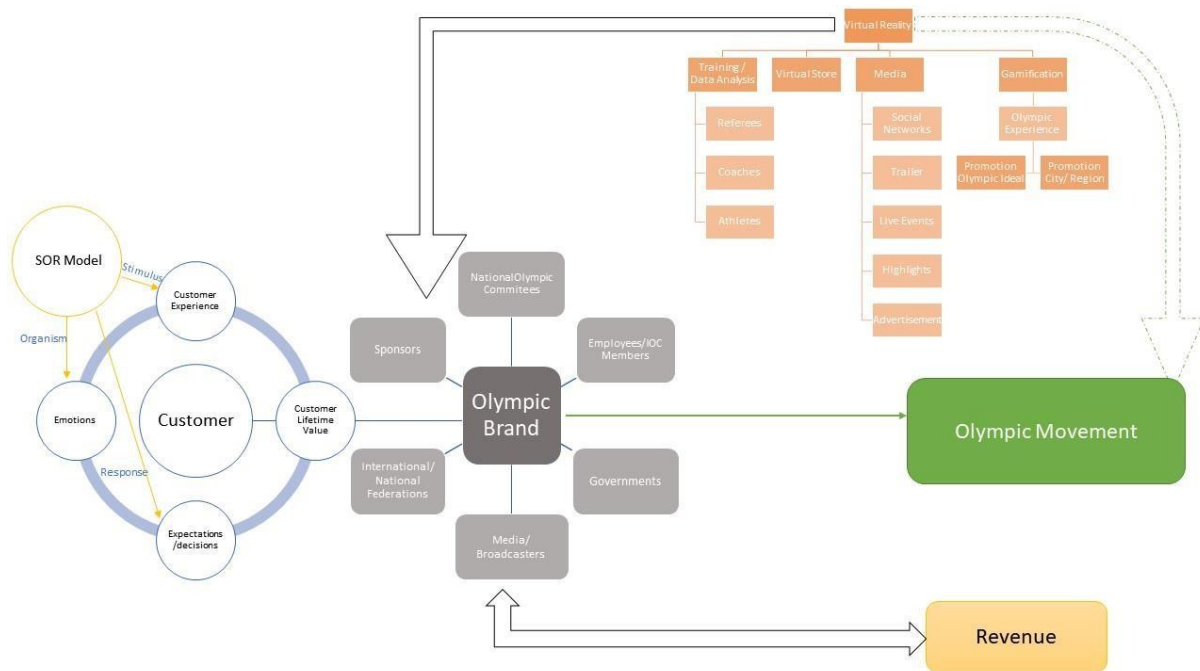 Virtual Reality
Training /
Data Analysis
Virtual Store
Media
Gamification
Referees
Coaches
Athletes
Social
Networks
Trailer
Live Events
Highlights
Advertisement
Olympic
Experience
Promotion
Olympic Ideal
Promotion
City/ Region
SOR Model
Stimulus
Organism
Response
Customer
Experience
Emotions
Customer
Customer
Lifetime
Value
Expectations
/decisions
NationalOlympic
Commitees
Sponsors
Employees/IOC
Members
Olympic
Brand
International/
National
Federations
Governments
Media/
Broadcasters
Olympic Movement
Revenue